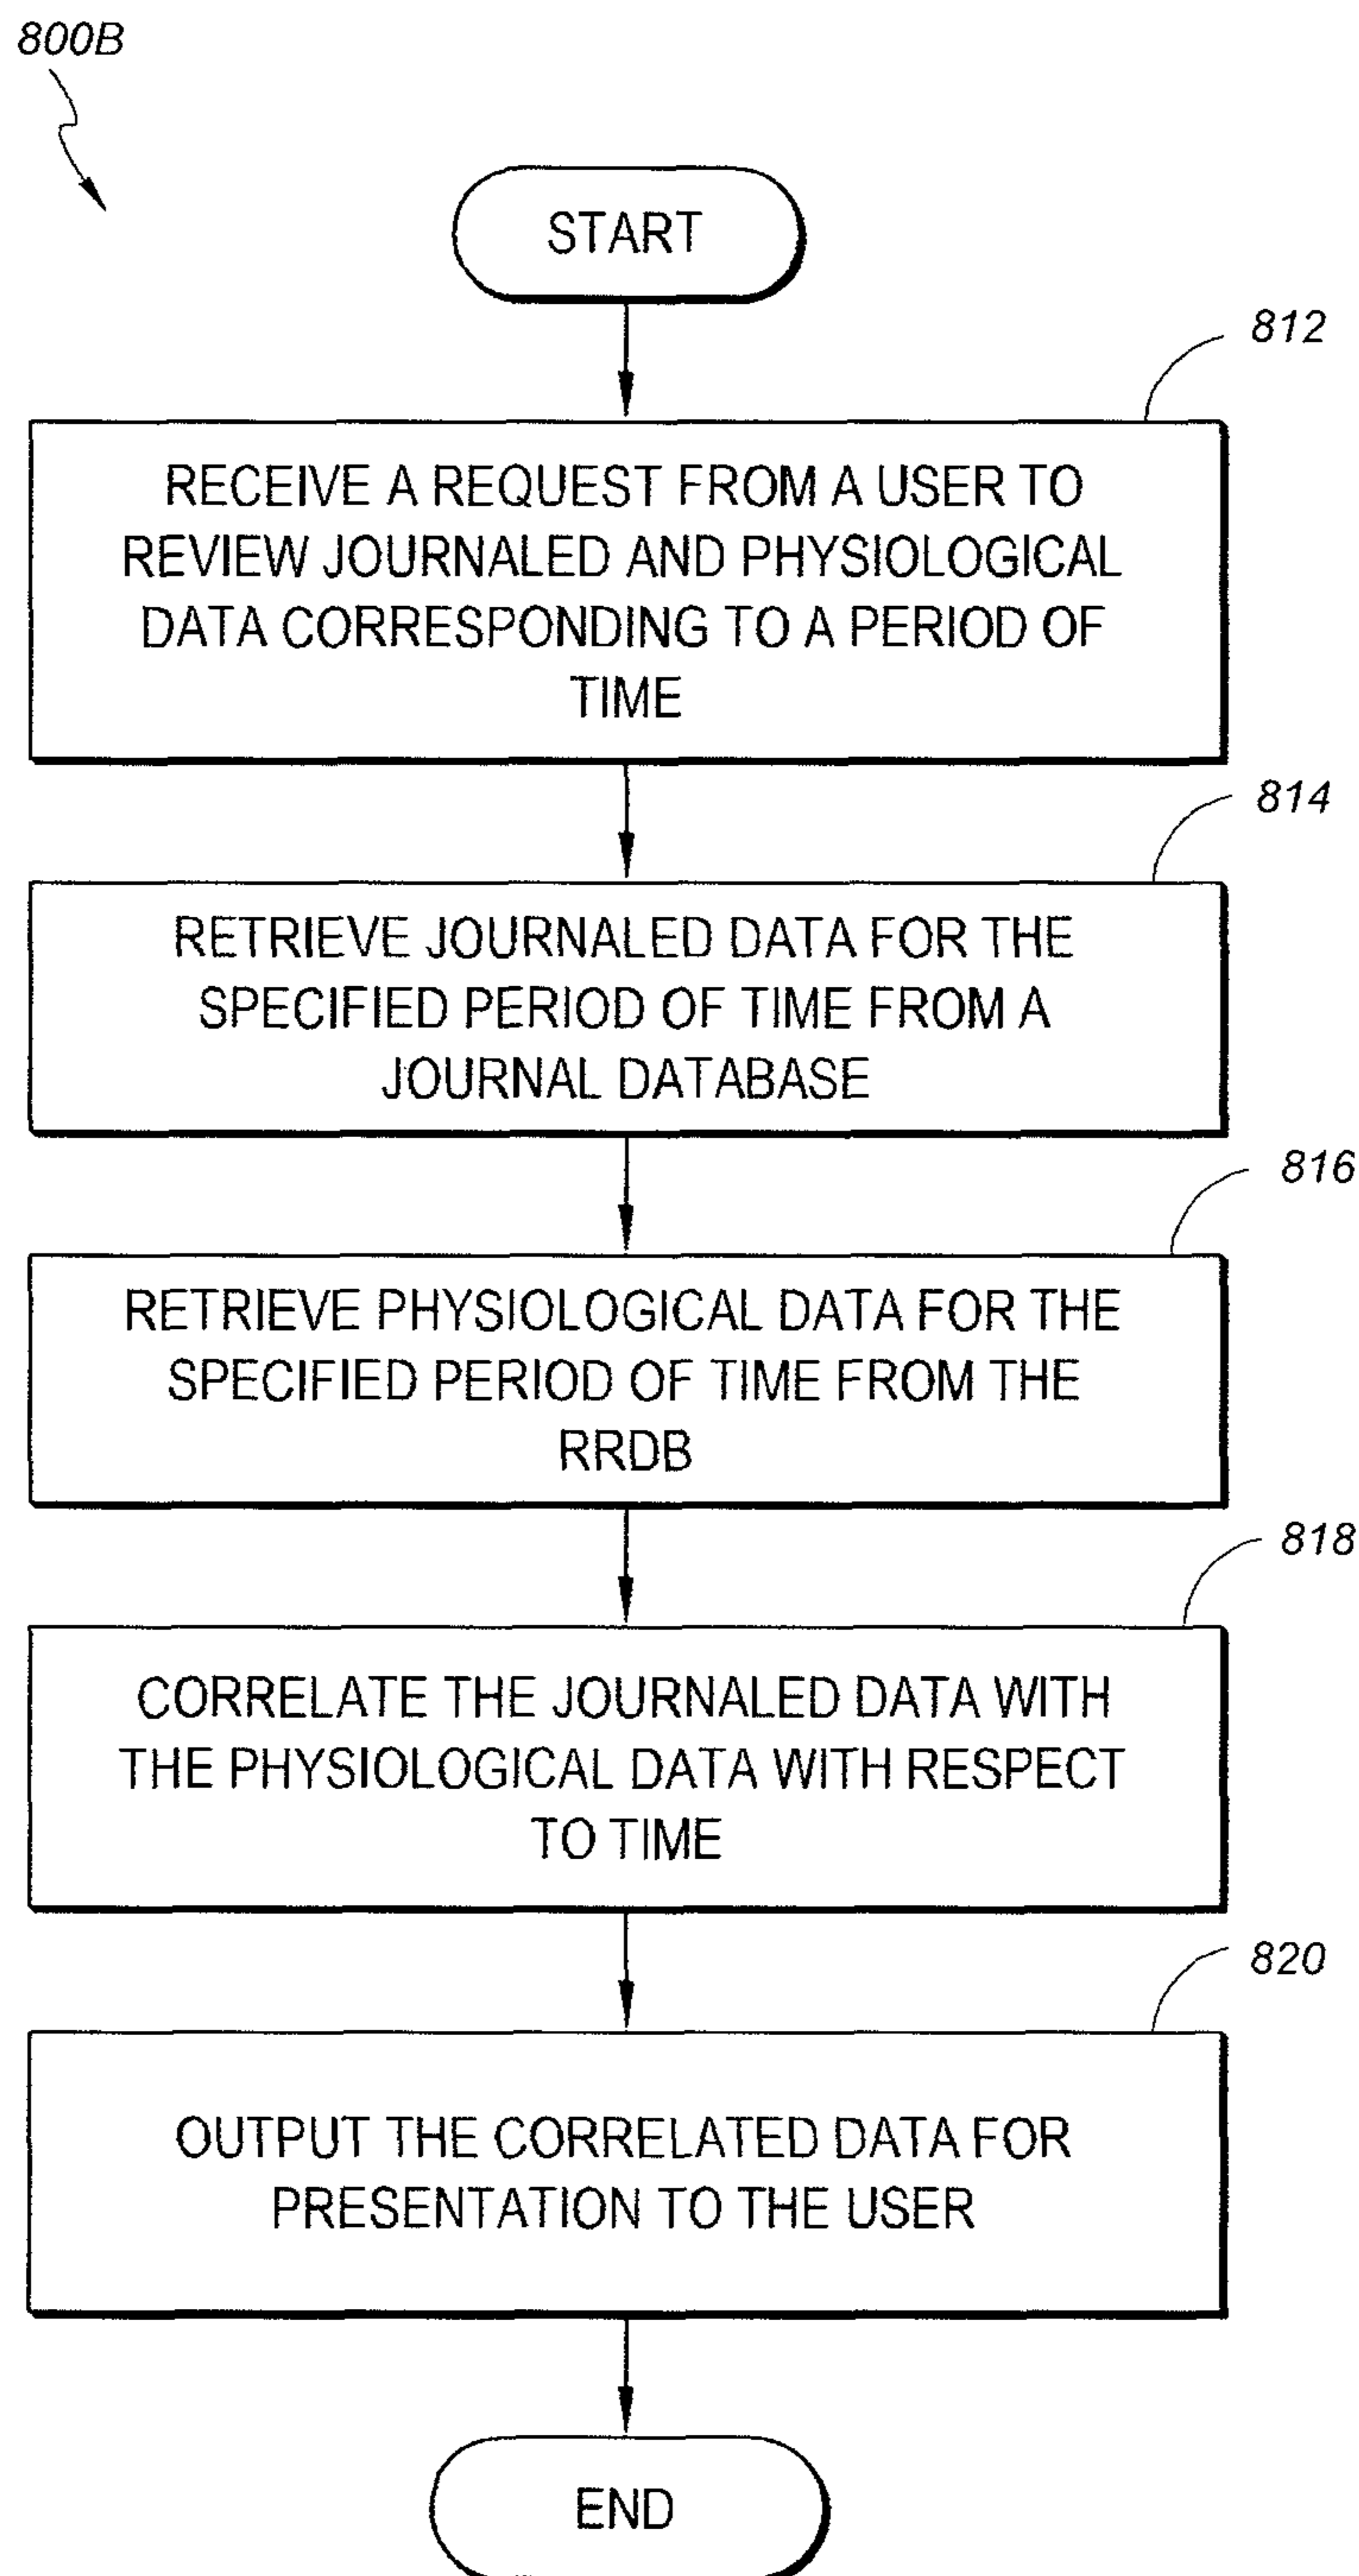 800B
START
812
RECEIVE A REQUEST FROM A USER TO
REVIEW JOURNALED AND PHYSIOLOGICAL
DATA CORRESPONDING TO A PERIOD OF
TIME
814
RETRIEVE JOURNALED DATA FOR THE
SPECIFIED PERIOD OF TIME FROM A
JOURNAL DATABASE
816
RETRIEVE PHYSIOLOGICAL DATA FOR THE
SPECIFIED PERIOD OF TIME FROM THE
RRDB
818
CORRELATE THE JOURNALED DATA WITH
THE PHYSIOLOGICAL DATA WITH RESPECT
TO TIME
820
OUTPUT THE CORRELATED DATA FOR
PRESENTATION TO THE USER
END